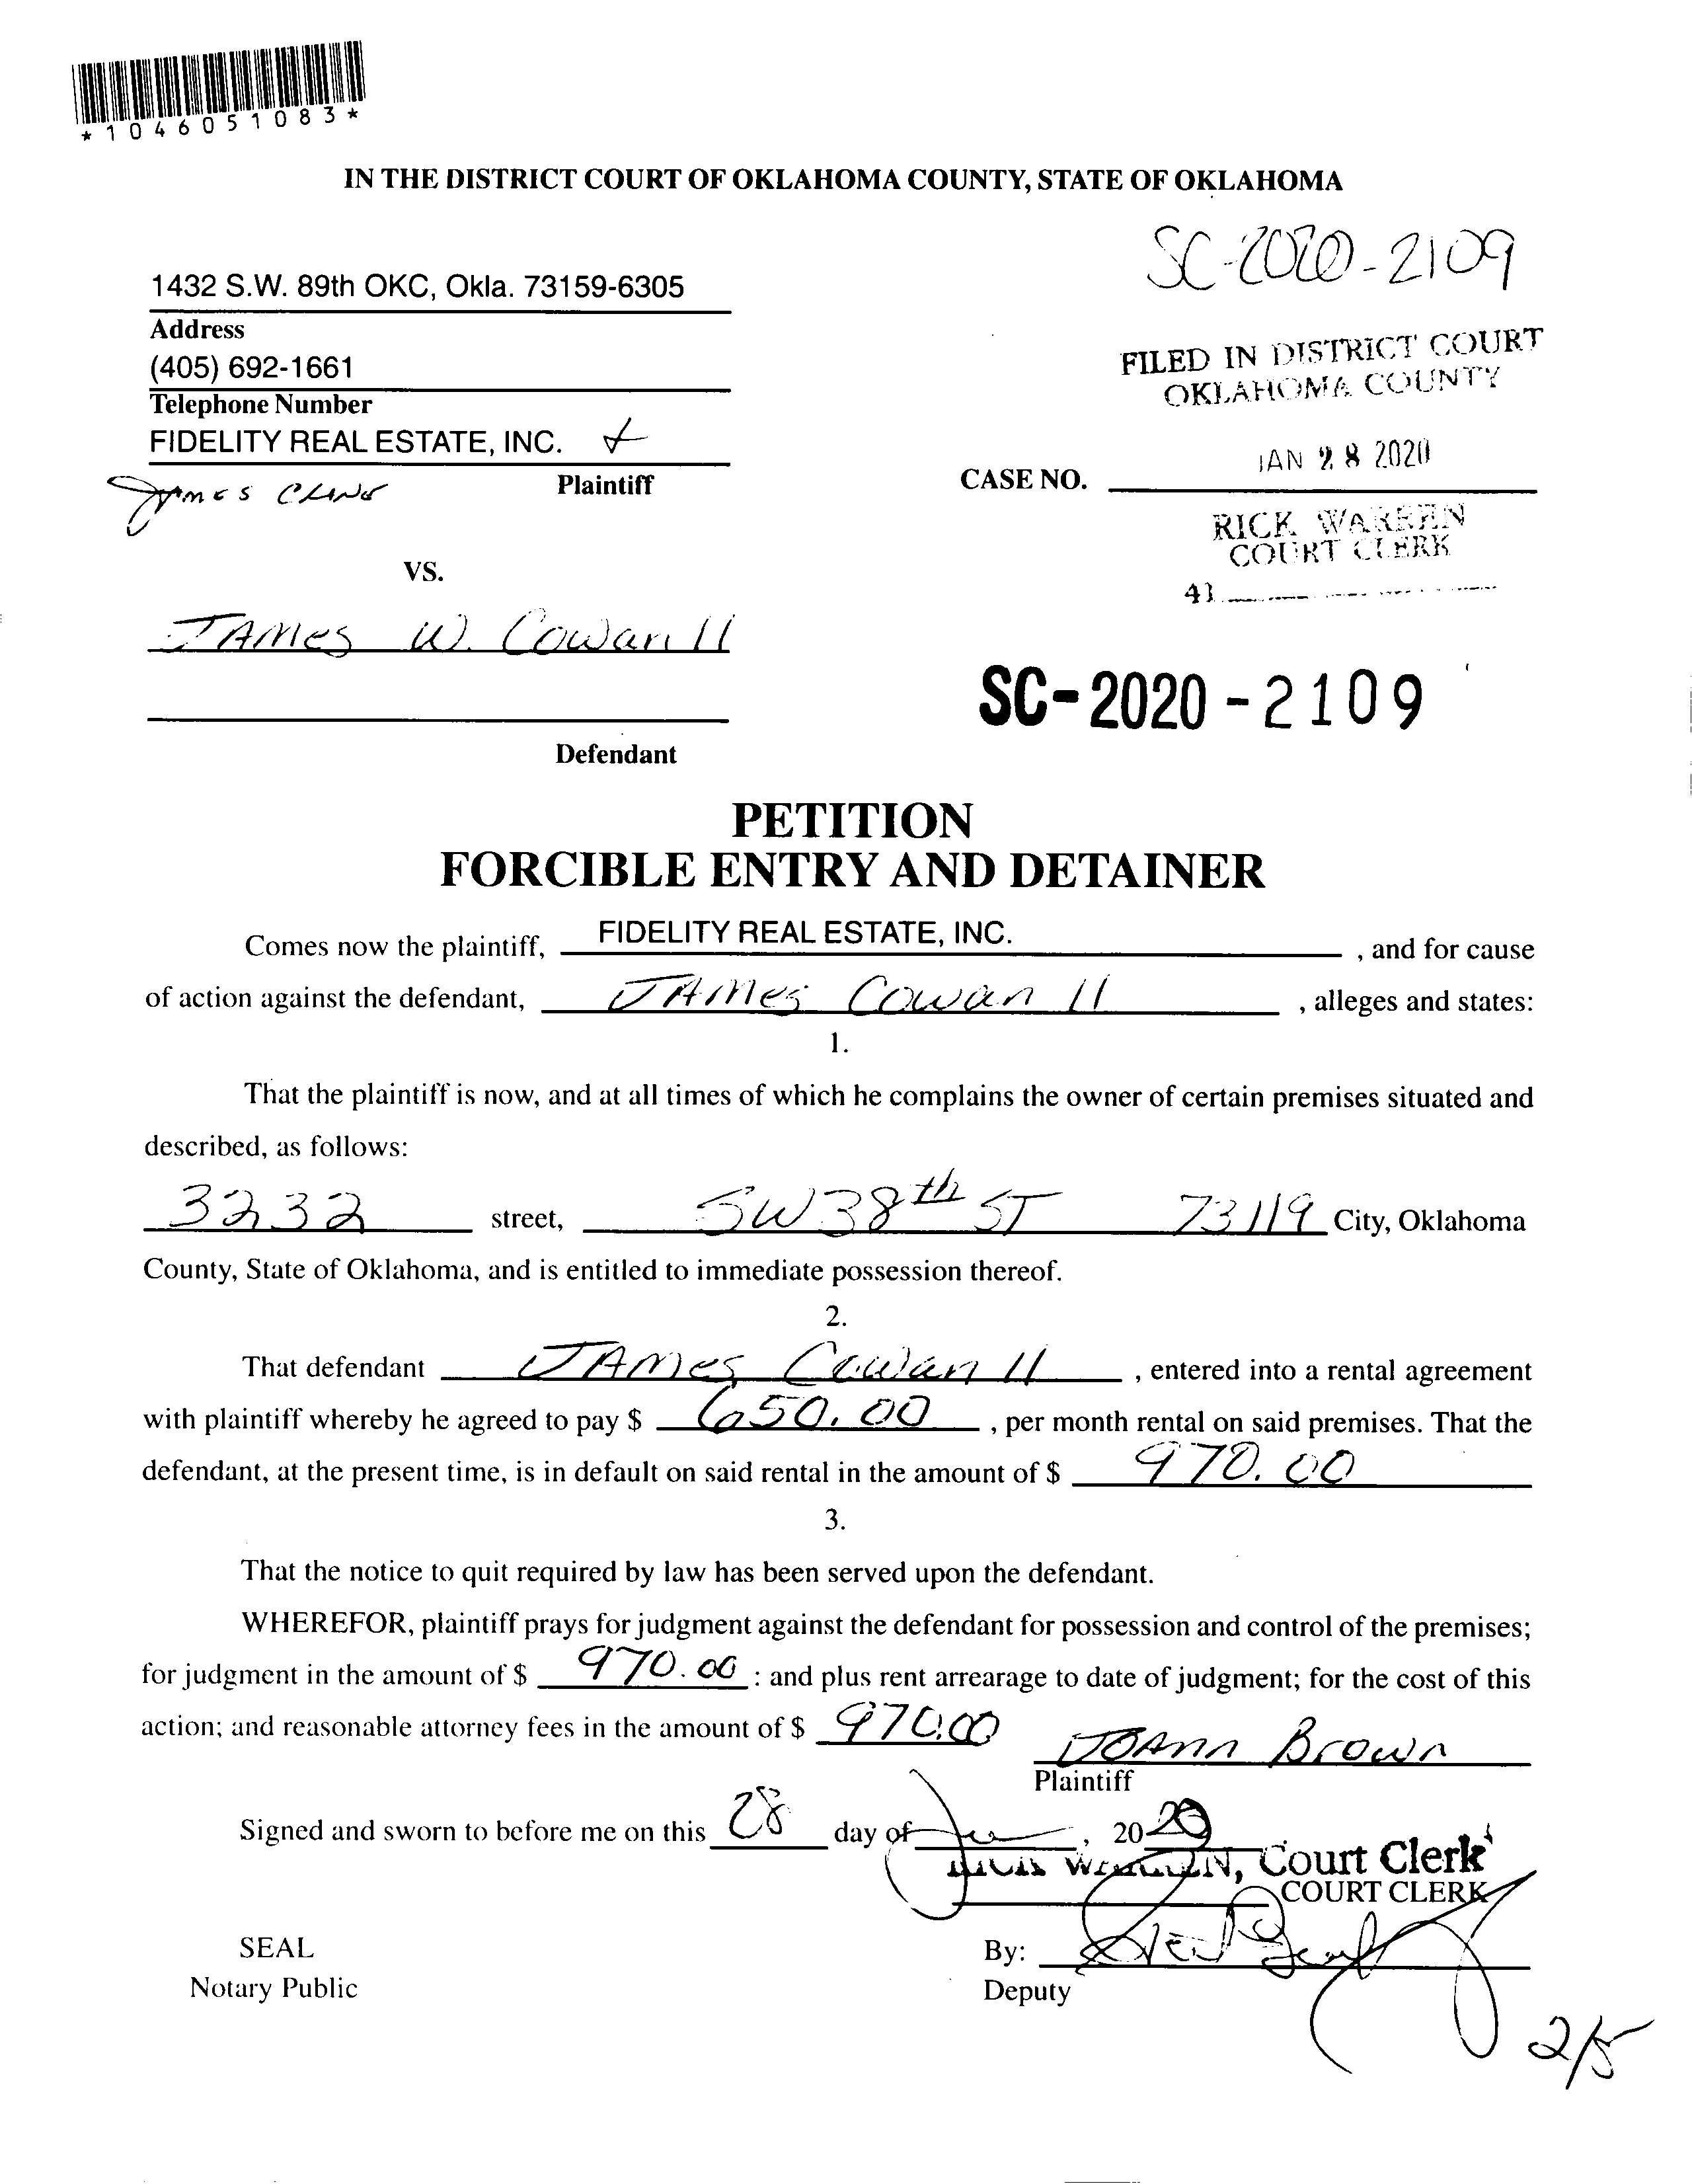 *1046051083*
IN THE DISTRICT COURT OF OKLAHOMA COUNTY, STATE OF OKLAHOMA
SC-2020-2109
1432 S.W. 89th OKC, Okla. 73159-6305
Address
(405) 692-1661
Telephone Number
FIDELITY REAL ESTATE, INC. +
James Cline Plaintiff
FILED IN DISTRICT COURT
OKLAHOMA COUNTY
JAN 28 2020
CASE NO.
RICK WARREN
COURT CLERK
41
VS.
JAMes W. Cowan II
SC-2020-2109
Defendant
PETITION
FORCIBLE ENTRY AND DETAINER
Comes now the plaintiff, FIDELITY REAL ESTATE, INC. , and for cause
of action against the defendant, JAMes Cowan II , alleges and states:
1.
That the plaintiff is now, and at all times of which he complains the owner of certain premises situated and
described, as follows:
3232 street, SW 38th ST 73119 City, Oklahoma
County, State of Oklahoma, and is entitled to immediate possession thereof.
2.
That defendant JAMes Cowan II , entered into a rental agreement
with plaintiff whereby he agreed to pay $ 650.00 , per month rental on said premises. That the
defendant, at the present time, is in default on said rental in the amount of $ 970.00
3.
That the notice to quit required by law has been served upon the defendant.
WHEREFOR, plaintiff prays for judgment against the defendant for possession and control of the premises;
for judgment in the amount of $ 970.00 : and plus rent arrearage to date of judgment; for the cost of this
action; and reasonable attorney fees in the amount of $ 970.00
JOAnn Brown
Plaintiff
Signed and sworn to before me on this 28 day of Jan , 2020
RICK WARREN, Court Clerk
COURT CLERK
SEAL
Notary Public
By:
Deputy
2/5